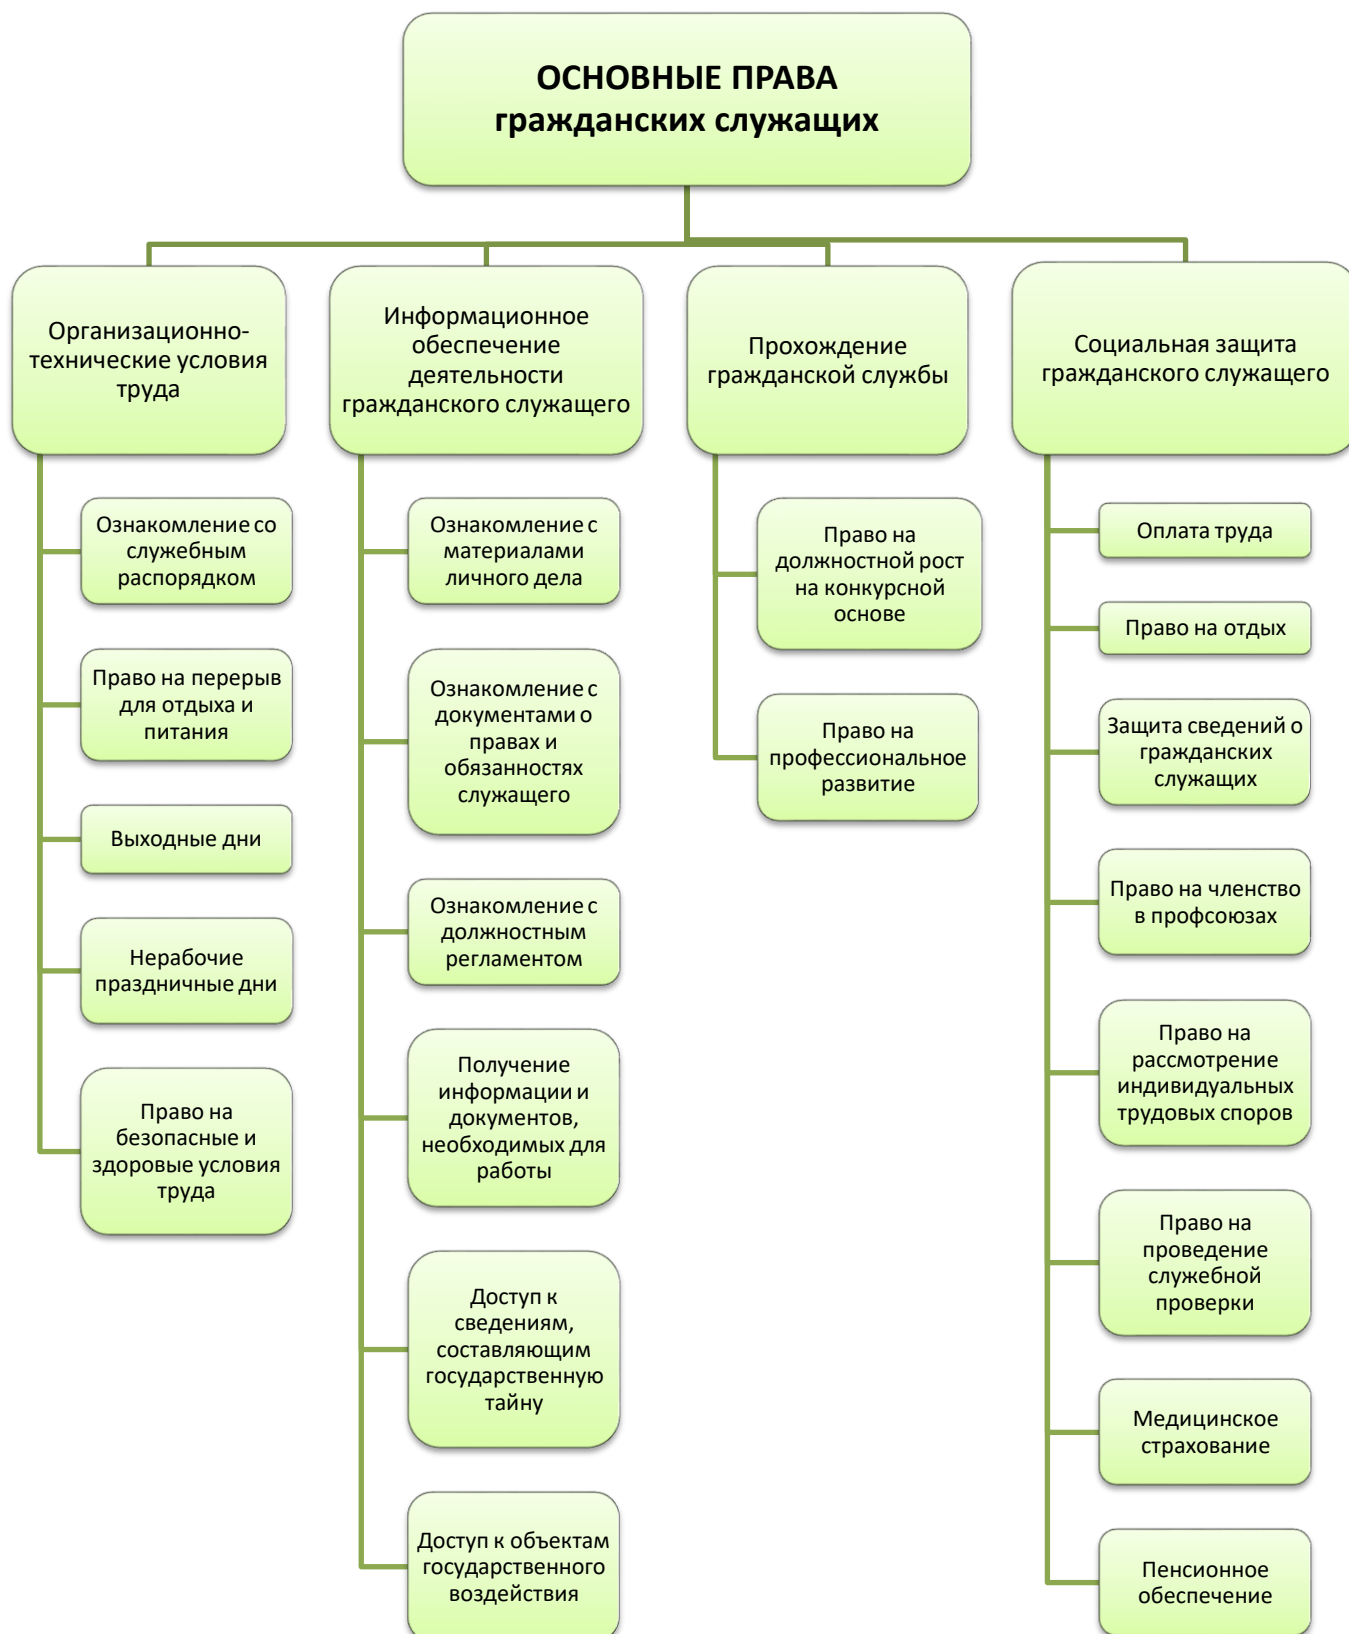 ОСНОВНЫЕ ПРАВА
гражданских служащих
Организационно-
технические условия
труда
Ознакомление со
служебным
распорядком
Право на перерыв
для отдыха и
питания
Выходные дни
Нерабочие
праздничные дни
Право на
безопасные и
здоровые условия
труда
Информационное
обеспечение
деятельности
гражданского служащего
Ознакомление с
материалами
личного дела
Ознакомление с
документами о
правах и
обязанностях
служащего
Ознакомление с
должностным
регламентом
Получение
информации и
документов,
необходимых для
работы
Доступ к
сведениям,
составляющим
государственную
тайну
Доступ к объектам
государственного
воздействия
Прохождение
гражданской службы
Право на
должностной рост
на конкурсной
основе
Право на
профессиональное
развитие
Социальная защита
гражданского служащего
Оплата труда
Право на отдых
Защита сведений о
гражданских
служащих
Право на членство
в профсоюзах
Право на
рассмотрение
индивидуальных
трудовых споров
Право на
проведение
служебной
проверки
Медицинское
страхование
Пенсионное
обеспечение